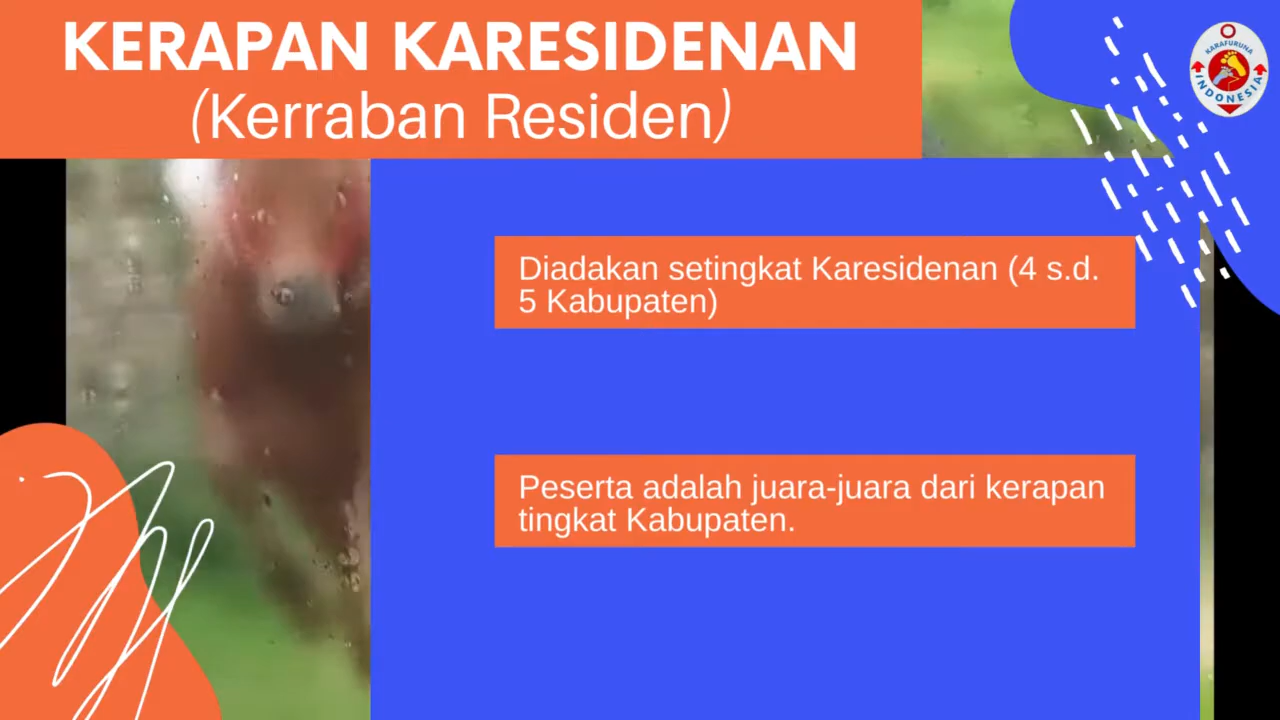 KERAPAN KARESIDENAN
(Kerraban Residen)
KARAFURUNA
INDONESIA
Diadakan setingkat Karesidenan (4 s.d.
5 Kabupaten)
Peserta adalah juara-juara dari kerapan
tingkat Kabupaten.